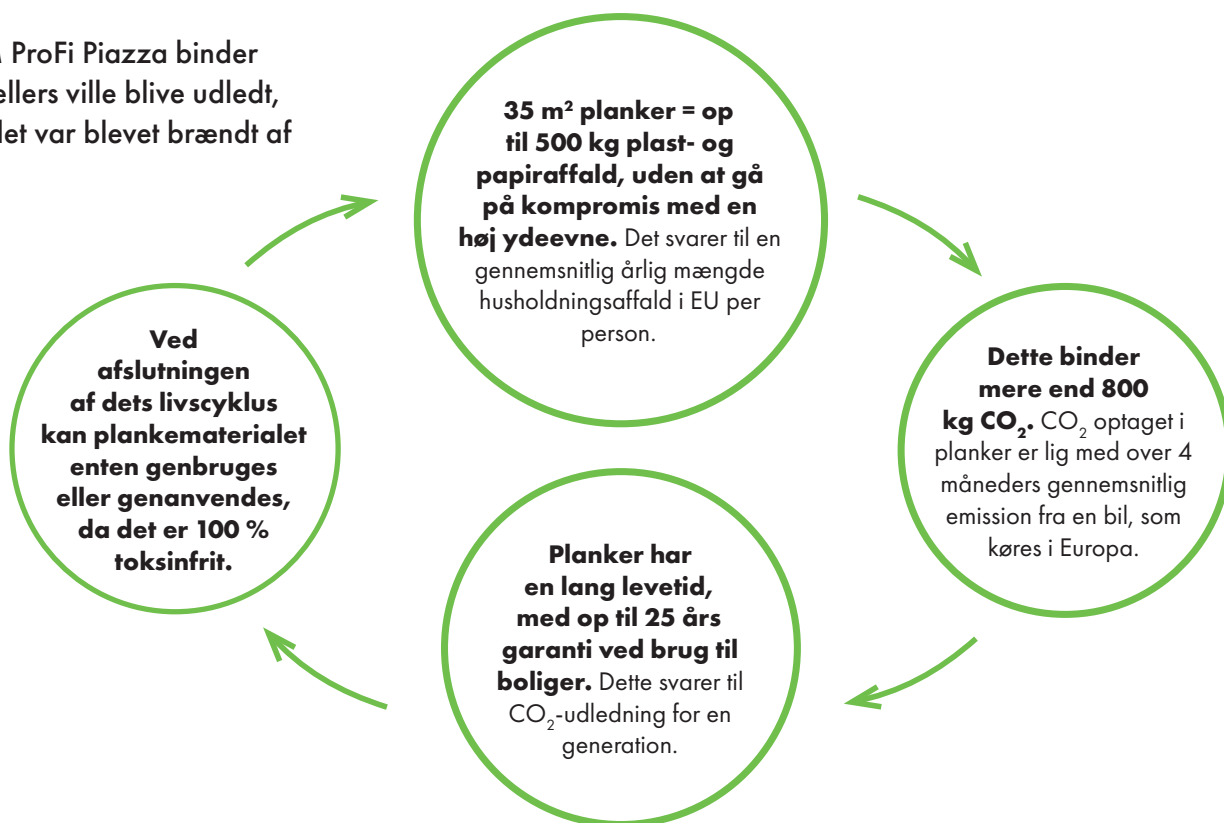 ProFi Piazza binder
ellers ville blive udledt,
det var blevet brændt af
35 m² planker = op
til 500 kg plast- og
papiraffald, uden at gå
på kompromis med en
høj ydeevne. Det svarer til en
gennemsnitlig årlig mængde
husholdningsaffald i EU per
person.
Dette binder
mere end 800
kg CO₂. CO₂ optaget i
planker er lig med over 4
måneders gennemsnitlig
emission fra en bil, som
køres i Europa.
Planker har
en lang levetid,
med op til 25 års
garanti ved brug til
boliger. Dette svarer til
CO₂-udledning for en
generation.
Ved
afslutningen
af dets livscyklus
kan plankematerialet
enten genbruges
eller genanvendes,
da det er 100 %
toksinfrit.